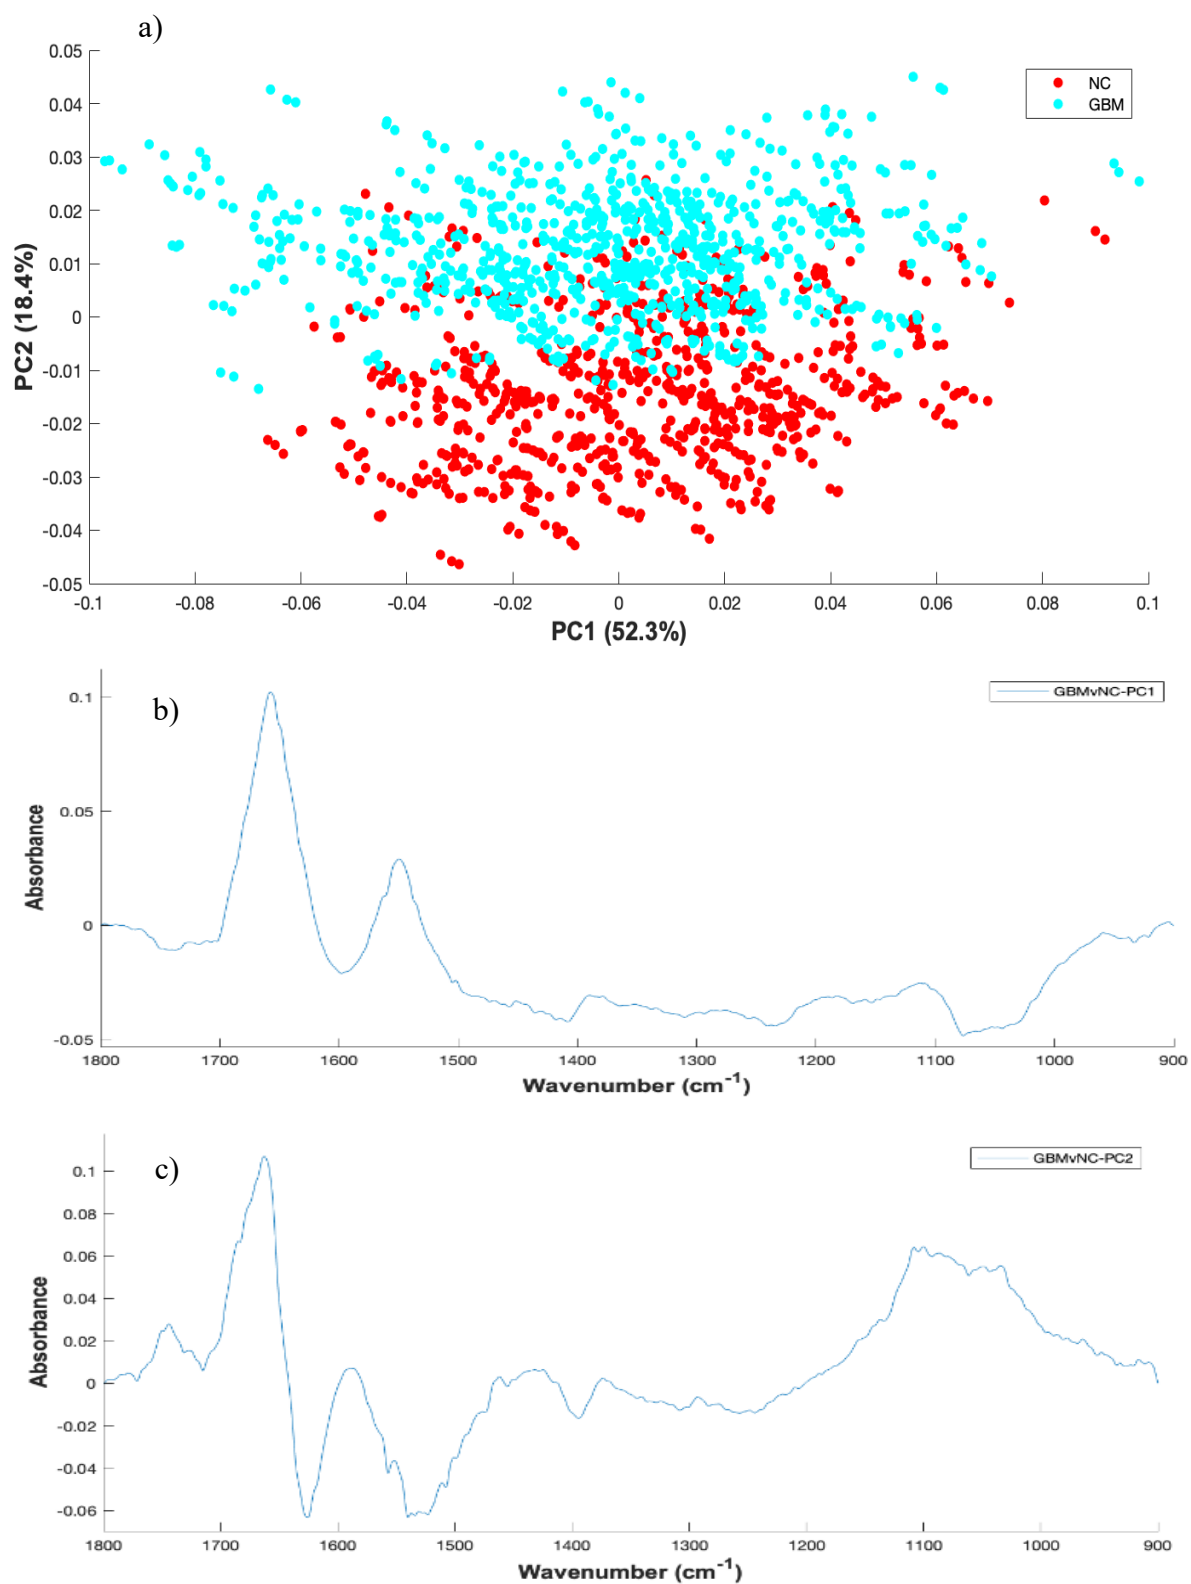 a)
0.05
0.04
0.03
0.02
0.01
0
-0.01
-0.02
-0.03
-0.04
-0.05
PC2 (18.4%)
NC
GBM
-0.1 -0.08 -0.06 -0.04 -0.02 0 0.02 0.04 0.06 0.08 0.1
PC1 (52.3%)
b)
GBMvNC-PC1
0.1
0.05
0
-0.05
Absorbance
1800 1700 1600 1500 1400 1300 1200 1100 1000 900
Wavenumber (cm⁻¹)
c)
GBMvNC-PC2
0.1
0.08
0.06
0.04
0.02
0
-0.02
-0.04
-0.06
Absorbance
1800 1700 1600 1500 1400 1300 1200 1100 1000 900
Wavenumber (cm⁻¹)